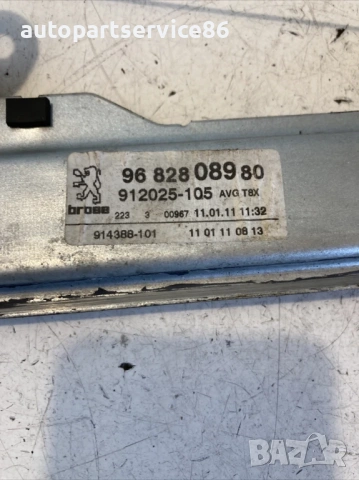 autopartsservice86
96 828 089 80
912025-105 AVG T8X
brose 223 3 00967 11.01.11 11:32
914388-101 11 01 11 08 13
BAZAR
bg